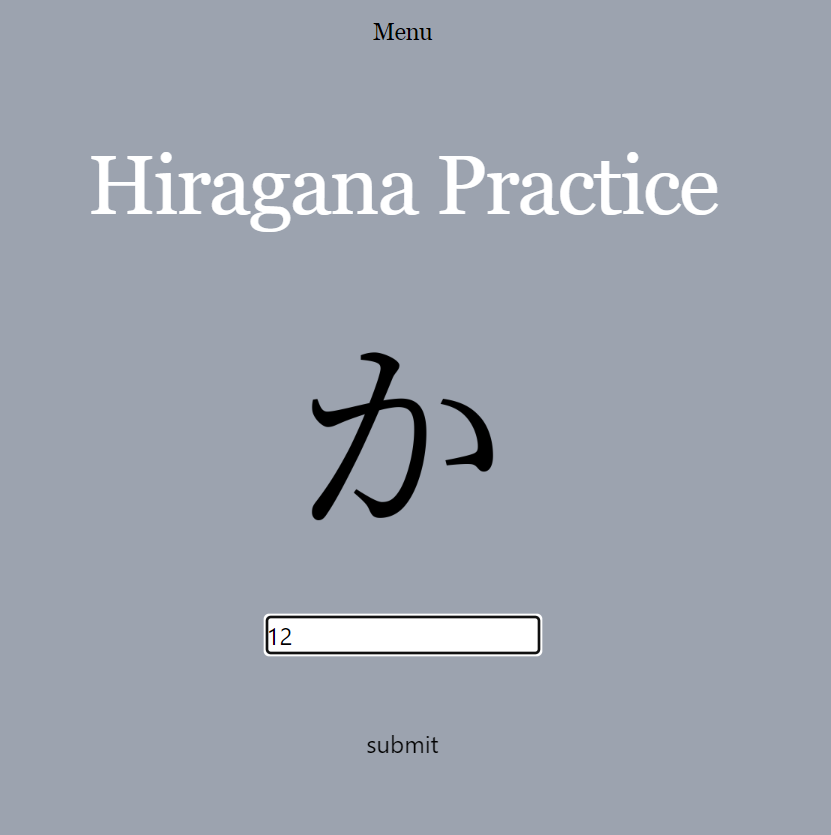 Menu
Hiragana Practice
か
12
submit